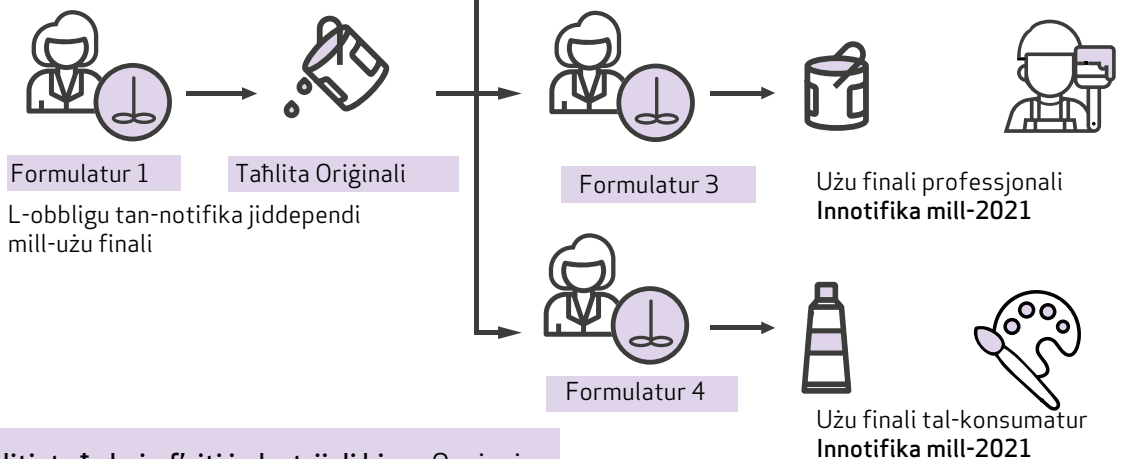 Formulatur 1
Taħlita Oriġinali
L-obbligu tan-notifika jiddependi
mill-użu finali
Formulatur 3
Użu finali professjonali
Innotifika mill-2021
Formulatur 4
Użu finali tal-konsumatur
Innotifika mill-2021